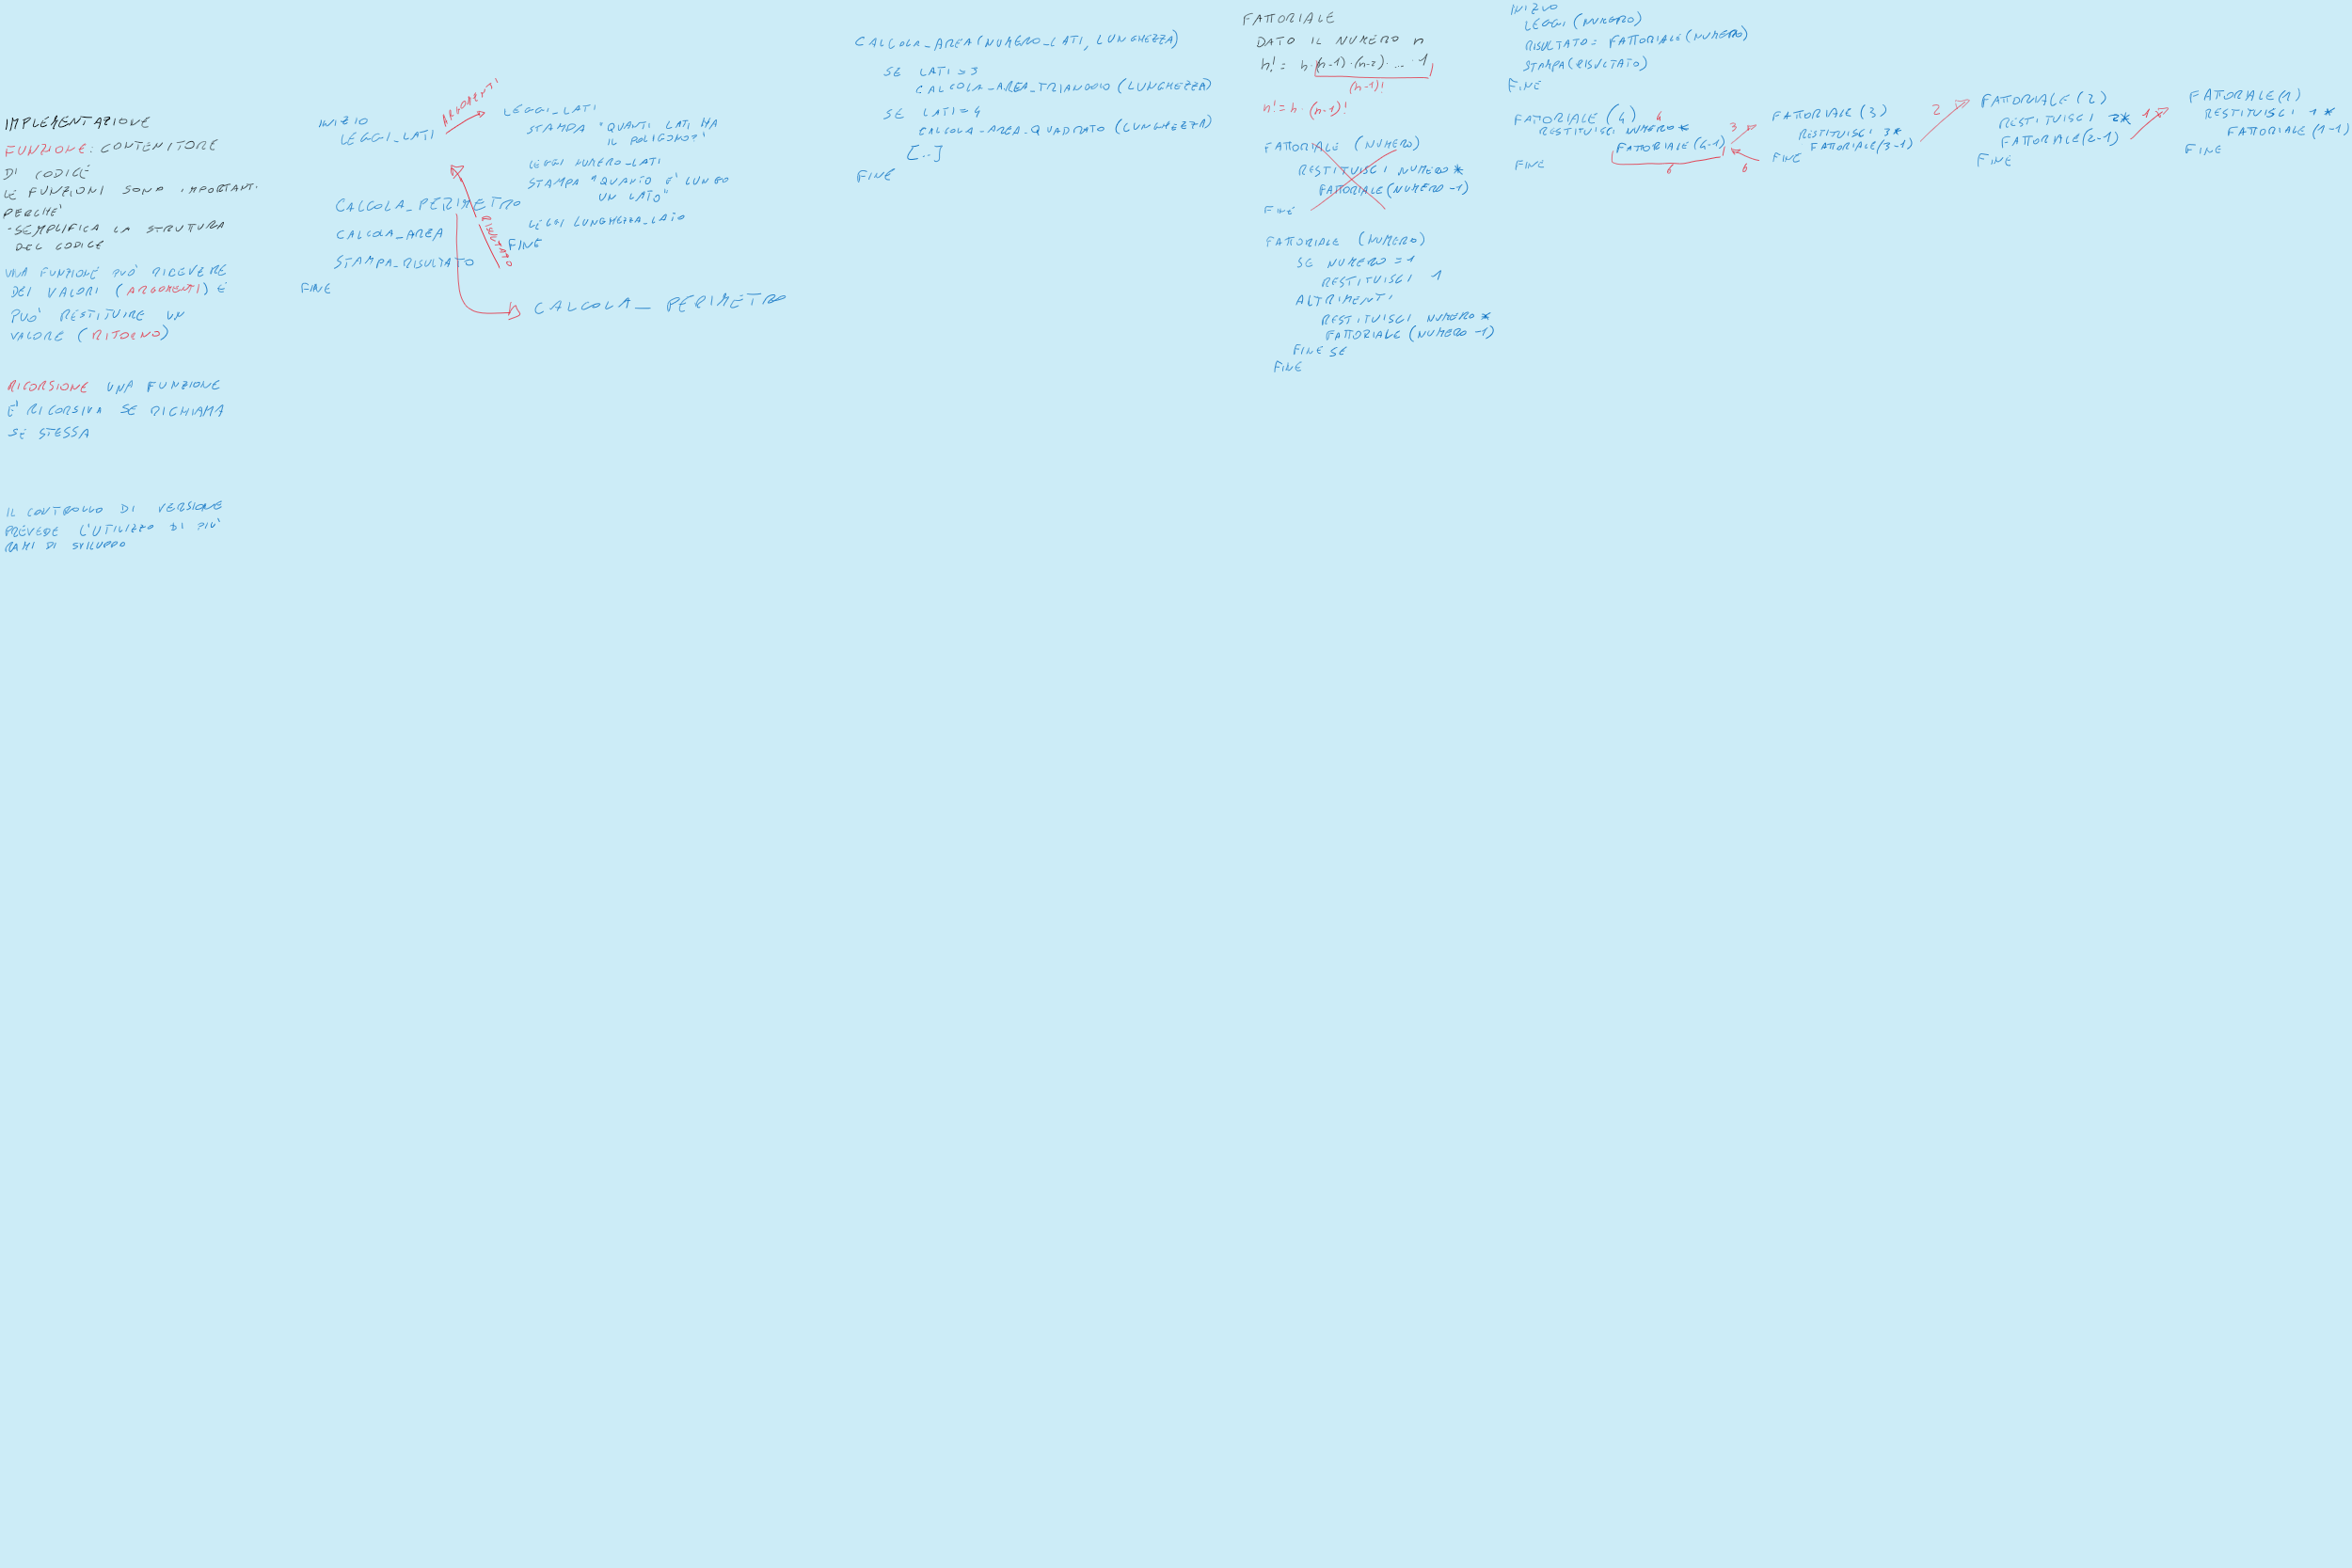 IMPLEMENTAZIONE
FUNZIONE: CONTENITORE
DI CODICE
LE FUNZIONI SONO IMPORTANTI
PERCHE'
- SEMPLIFICA LA STRUTTURA
DEL CODICE
UNA FUNZIONE PUÒ RICEVERE
DEI VALORI (ARGOMENTI) E
PUO' RESTITUIRE UN
VALORE (RITORNO)
RICORSIONE UNA FUNZIONE
E' RICORSIVA SE RICHIAMA
SE STESSA
IL CONTROLLO DI VERSIONE
PREVEDE L'UTILIZZO DI PIU'
RAMI DI SVILUPPO
INIZIO
LEGGI_LATI
CALCOLA_PERIMETRO
CALCOLA_AREA
STAMPA_RISULTATO
FINE
ARGOMENTI
RISULTATO
LEGGI_LATI
STAMPA "QUANTI LATI HA
IL POLIGONO?"
LEGGI NUMERO_LATI
STAMPA "QUANTO E' LUNGO
UN LATO"
LEGGI LUNGHEZZA_LATO
FINE
CALCOLA_PERIMETRO
CALCOLA_AREA(NUMERO_LATI, LUNGHEZZA)
SE LATI = 3
CALCOLA_AREA_TRIANGOLO (LUNGHEZZA)
SE LATI = 4
CALCOLA_AREA_QUADRATO (LUNGHEZZA)
[...]
FINE
FATTORIALE
DATO IL NUMERO n
n! = n·(n-1)·(n-2)· ... ·1
(n-1)!
n! = n·(n-1)!
FATTORIALE (NUMERO)
RESTITUISCI NUMERO *
FATTORIALE(NUMERO -1)
FINE
FATTORIALE (NUMERO)
SE NUMERO = 1
RESTITUISCI 1
ALTRIMENTI
RESTITUISCI NUMERO *
FATTORIALE (NUMERO -1)
FINE SE
FINE
INIZIO
LEGGI (NUMERO)
RISULTATO = FATTORIALE(NUMERO)
STAMPA(RISULTATO)
FINE
FATTORIALE (4)
4
RESTITUISCI NUMERO *
FATTORIALE (4-1)
6
FINE
3
6
FATTORIALE (3)
RESTITUISCI 3 *
FATTORIALE(3-1)
FINE
2
FATTORIALE (2)
RESTITUISCI 2 *
FATTORIALE(2-1)
FINE
1
FATTORIALE(1)
RESTITUISCI 1 *
FATTORIALE (1-1)
FINE